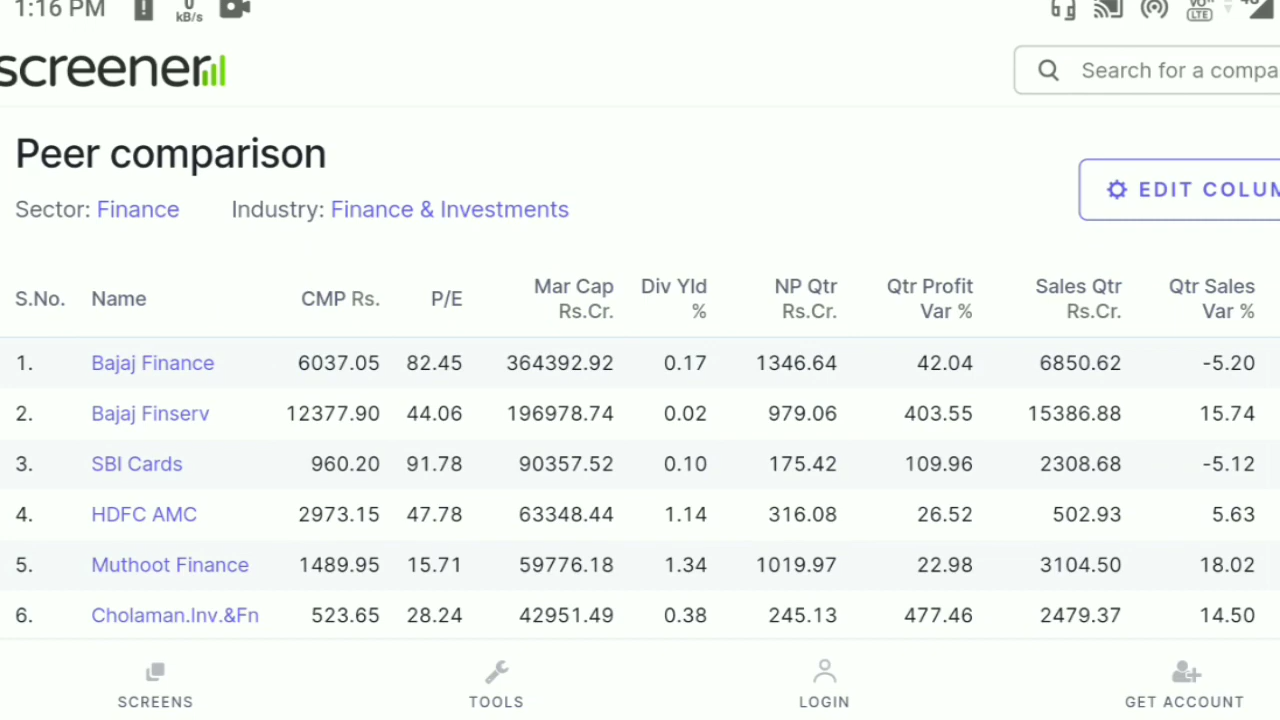 1:16 PM 0 kB/s VO LTE 4G
screener Search for a compa
Peer comparison
EDIT COLUM
Sector: Finance Industry: Finance & Investments
S.No. Name CMP Rs. P/E Mar Cap Rs.Cr. Div Yld % NP Qtr Rs.Cr. Qtr Profit Var % Sales Qtr Rs.Cr. Qtr Sales Var %
1. Bajaj Finance 6037.05 82.45 364392.92 0.17 1346.64 42.04 6850.62 -5.20
2. Bajaj Finserv 12377.90 44.06 196978.74 0.02 979.06 403.55 15386.88 15.74
3. SBI Cards 960.20 91.78 90357.52 0.10 175.42 109.96 2308.68 -5.12
4. HDFC AMC 2973.15 47.78 63348.44 1.14 316.08 26.52 502.93 5.63
5. Muthoot Finance 1489.95 15.71 59776.18 1.34 1019.97 22.98 3104.50 18.02
6. Cholaman.Inv.&Fn 523.65 28.24 42951.49 0.38 245.13 477.46 2479.37 14.50
SCREENS TOOLS LOGIN GET ACCOUNT